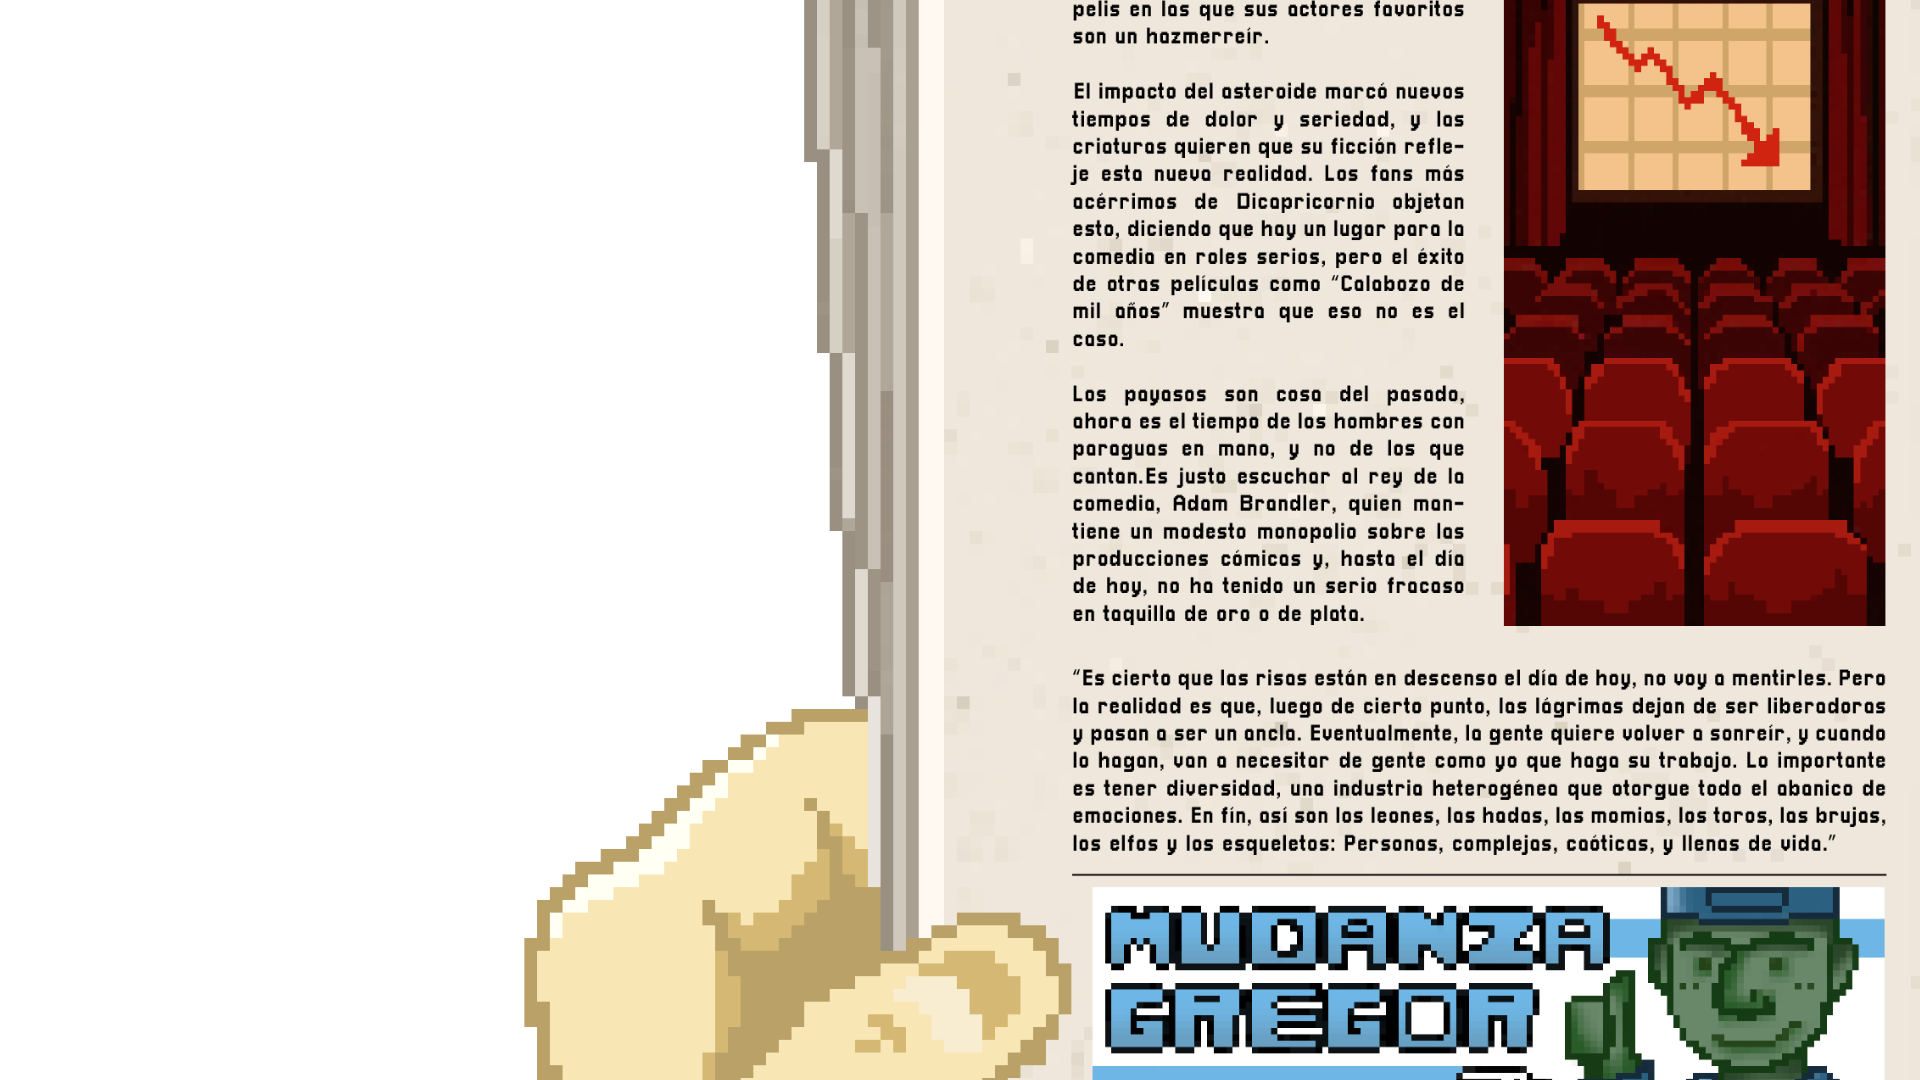 pelis en las que sus actores favoritos
son un hazmerreír.
El impacto del asteroide marcó nuevos
tiempos de dolor y seriedad, y las
criaturas quieren que su ficción refle-
je esta nueva realidad. Los fans más
acérrimos de Dicapricornio objetan
esto, diciendo que hay un lugar para la
comedia en roles serios, pero el éxito
de otras películas como “Calabozo de
mil años” muestra que eso no es el
caso.
Los payasos son cosa del pasado,
ahora es el tiempo de los hombres con
paraguas en mano, y no de los que
cantan.Es justo escuchar al rey de la
comedia, Adam Brandler, quien man-
tiene un modesto monopolio sobre las
producciones cómicas y, hasta el día
de hoy, no ha tenido un serio fracaso
en taquilla de oro o de plata.
“Es cierto que las risas están en descenso el día de hoy, no voy a mentirles. Pero
la realidad es que, luego de cierto punto, las lágrimas dejan de ser liberadoras
y pasan a ser un ancla. Eventualmente, la gente quiere volver a sonreír, y cuando
lo hagan, van a necesitar de gente como yo que haga su trabajo. Lo importante
es tener diversidad, una industria heterogénea que otorgue todo el abanico de
emociones. En fín, así son los leones, las hadas, las momias, los toros, las brujas,
los elfos y los esqueletos: Personas, complejas, caóticas, y llenas de vida.”
MUDANZA
GREGOR